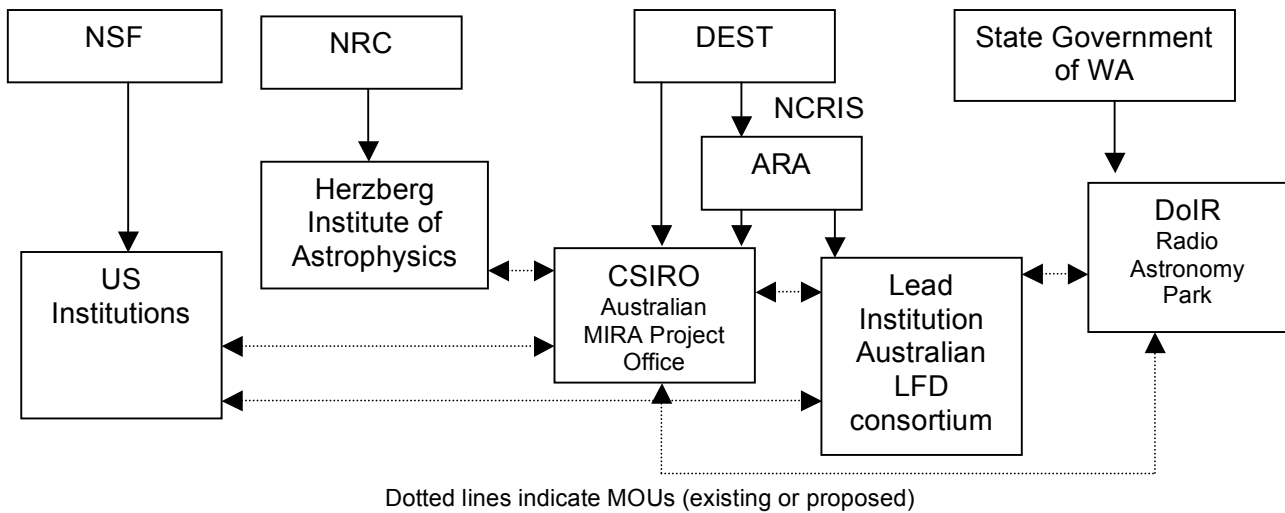 NSF
NRC
DEST
State Government
of WA
NCRIS
ARA
Herzberg
Institute of
Astrophysics
DoIR
Radio
Astronomy
Park
US
Institutions
CSIRO
Australian
MIRA Project
Office
Lead
Institution
Australian
LFD
consortium
Dotted lines indicate MOUs (existing or proposed)